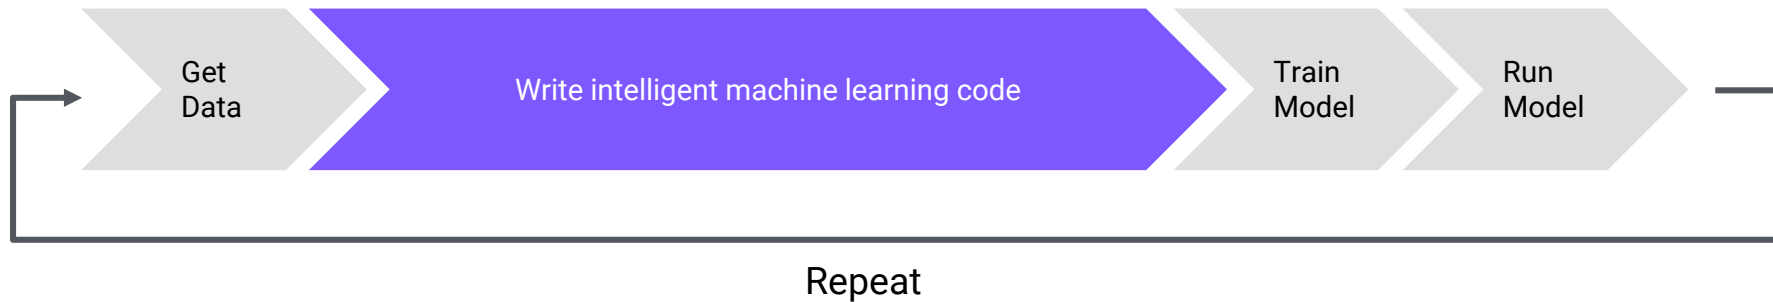 Get
Data
Write intelligent machine learning code
Train
Model
Run
Model
Repeat